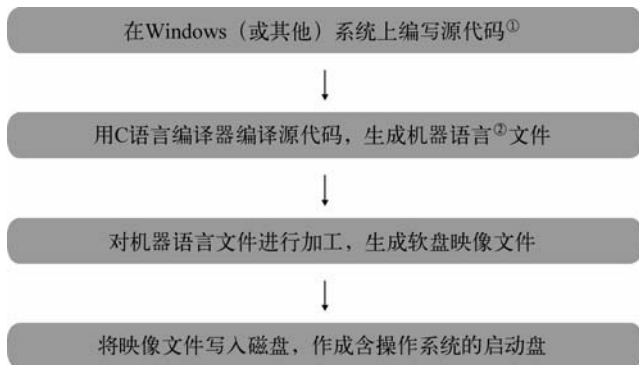 在Windows（或其他）系统上编写源代码①
用C语言编译器编译源代码，生成机器语言②文件
对机器语言文件进行加工，生成软盘映像文件
将映像文件写入磁盘，作成含操作系统的启动盘